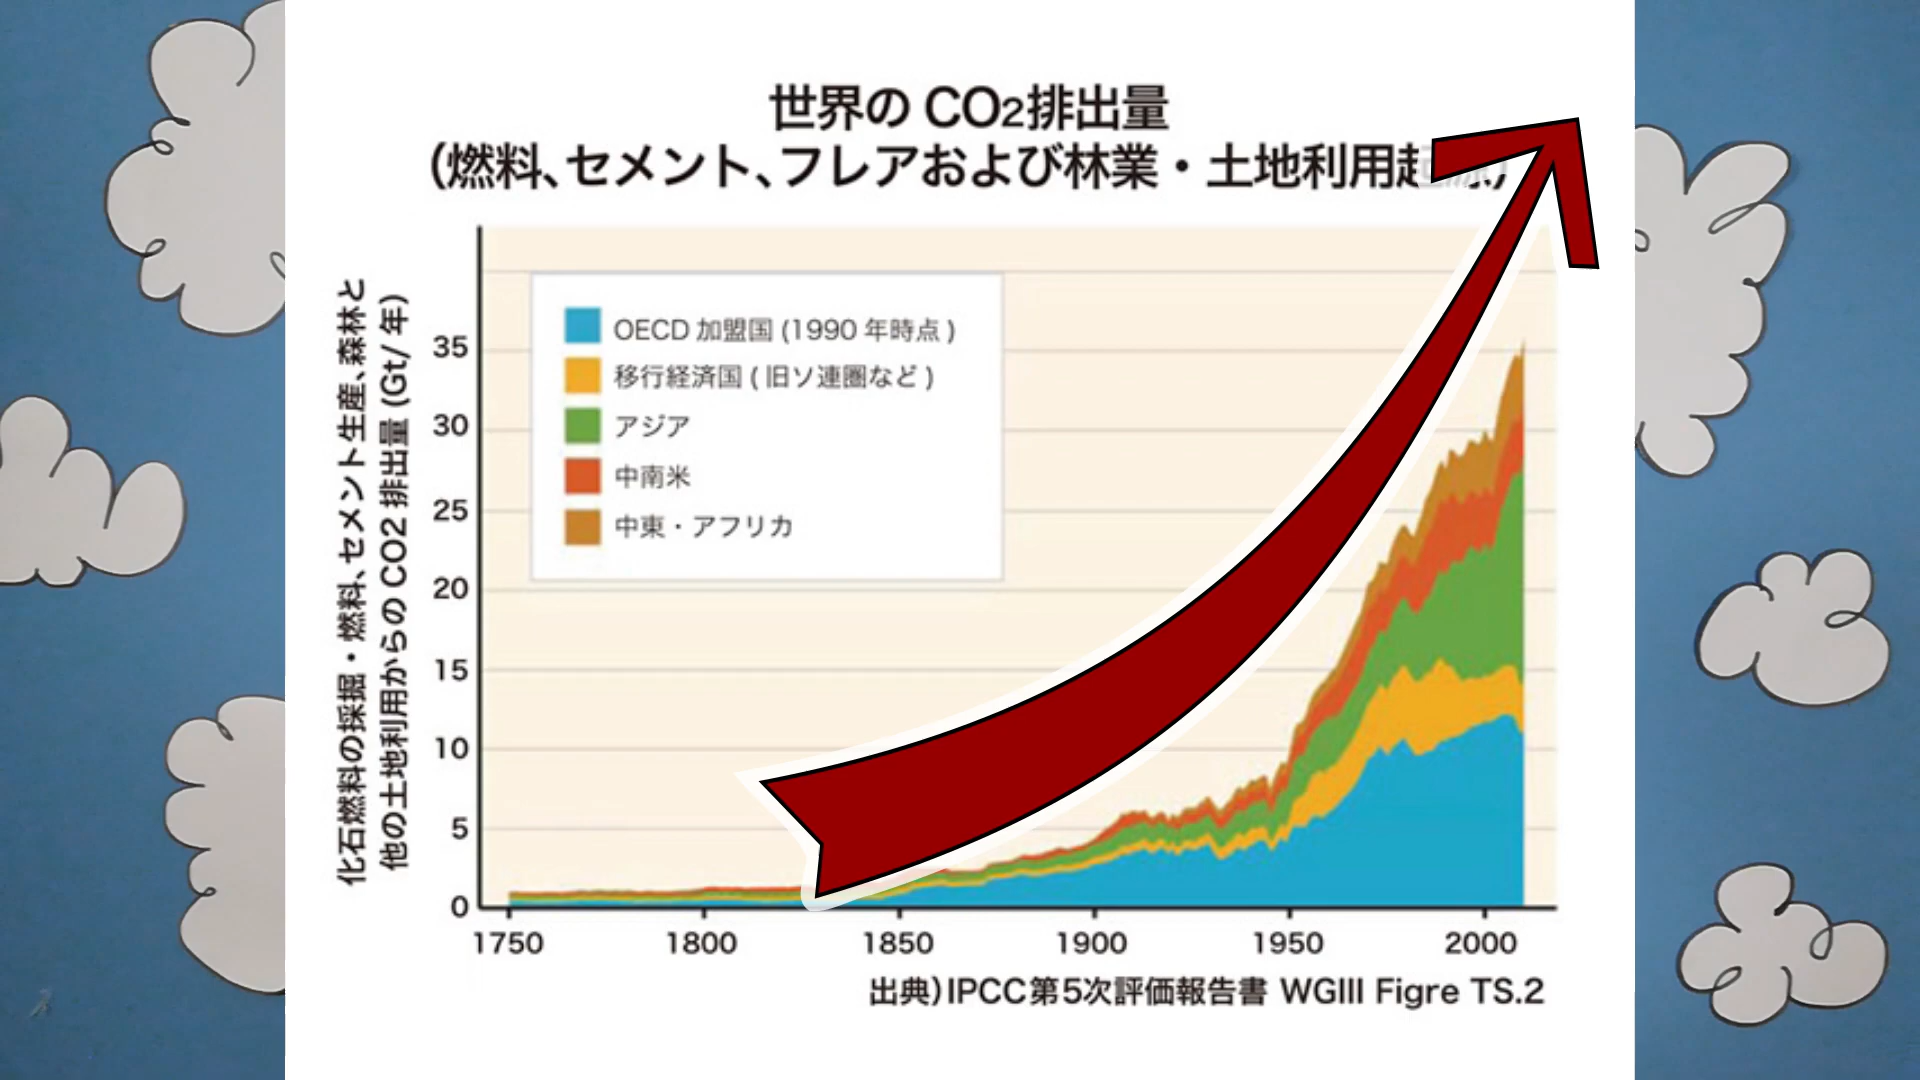 世界の CO2排出量
(燃料、セメント、フレアおよび林業・土地利用起源)
化石燃料の採掘・燃料、セメント生産、森林と
他の土地利用からの CO2 排出量 (Gt/ 年)
OECD 加盟国 (1990 年時点 )
移行経済国 ( 旧ソ連圏など )
アジア
中南米
中東・アフリカ
35
30
25
20
15
10
5
0
1750 1800 1850 1900 1950 2000
出典)IPCC第5次評価報告書 WGIII Figre TS.2